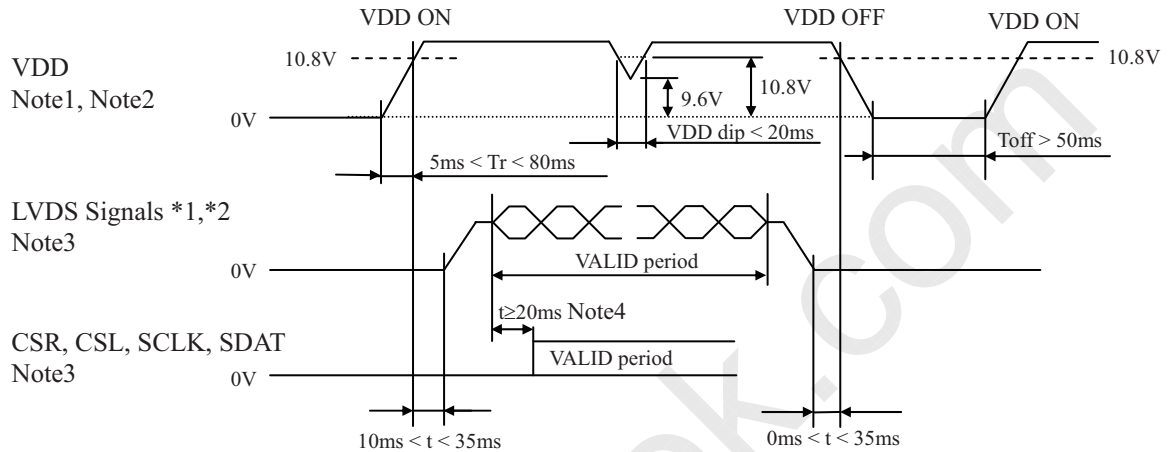 VDD ON
VDD OFF
VDD ON
10.8V
10.8V
VDD
Note1, Note2
9.6V
10.8V
0V
VDD dip < 20ms
Toff > 50ms
5ms < Tr < 80ms
LVDS Signals *1,*2
Note3
0V
VALID period
t≥20ms Note4
CSR, CSL, SCLK, SDAT
Note3
VALID period
0V
10ms < t < 35ms
0ms < t < 35ms